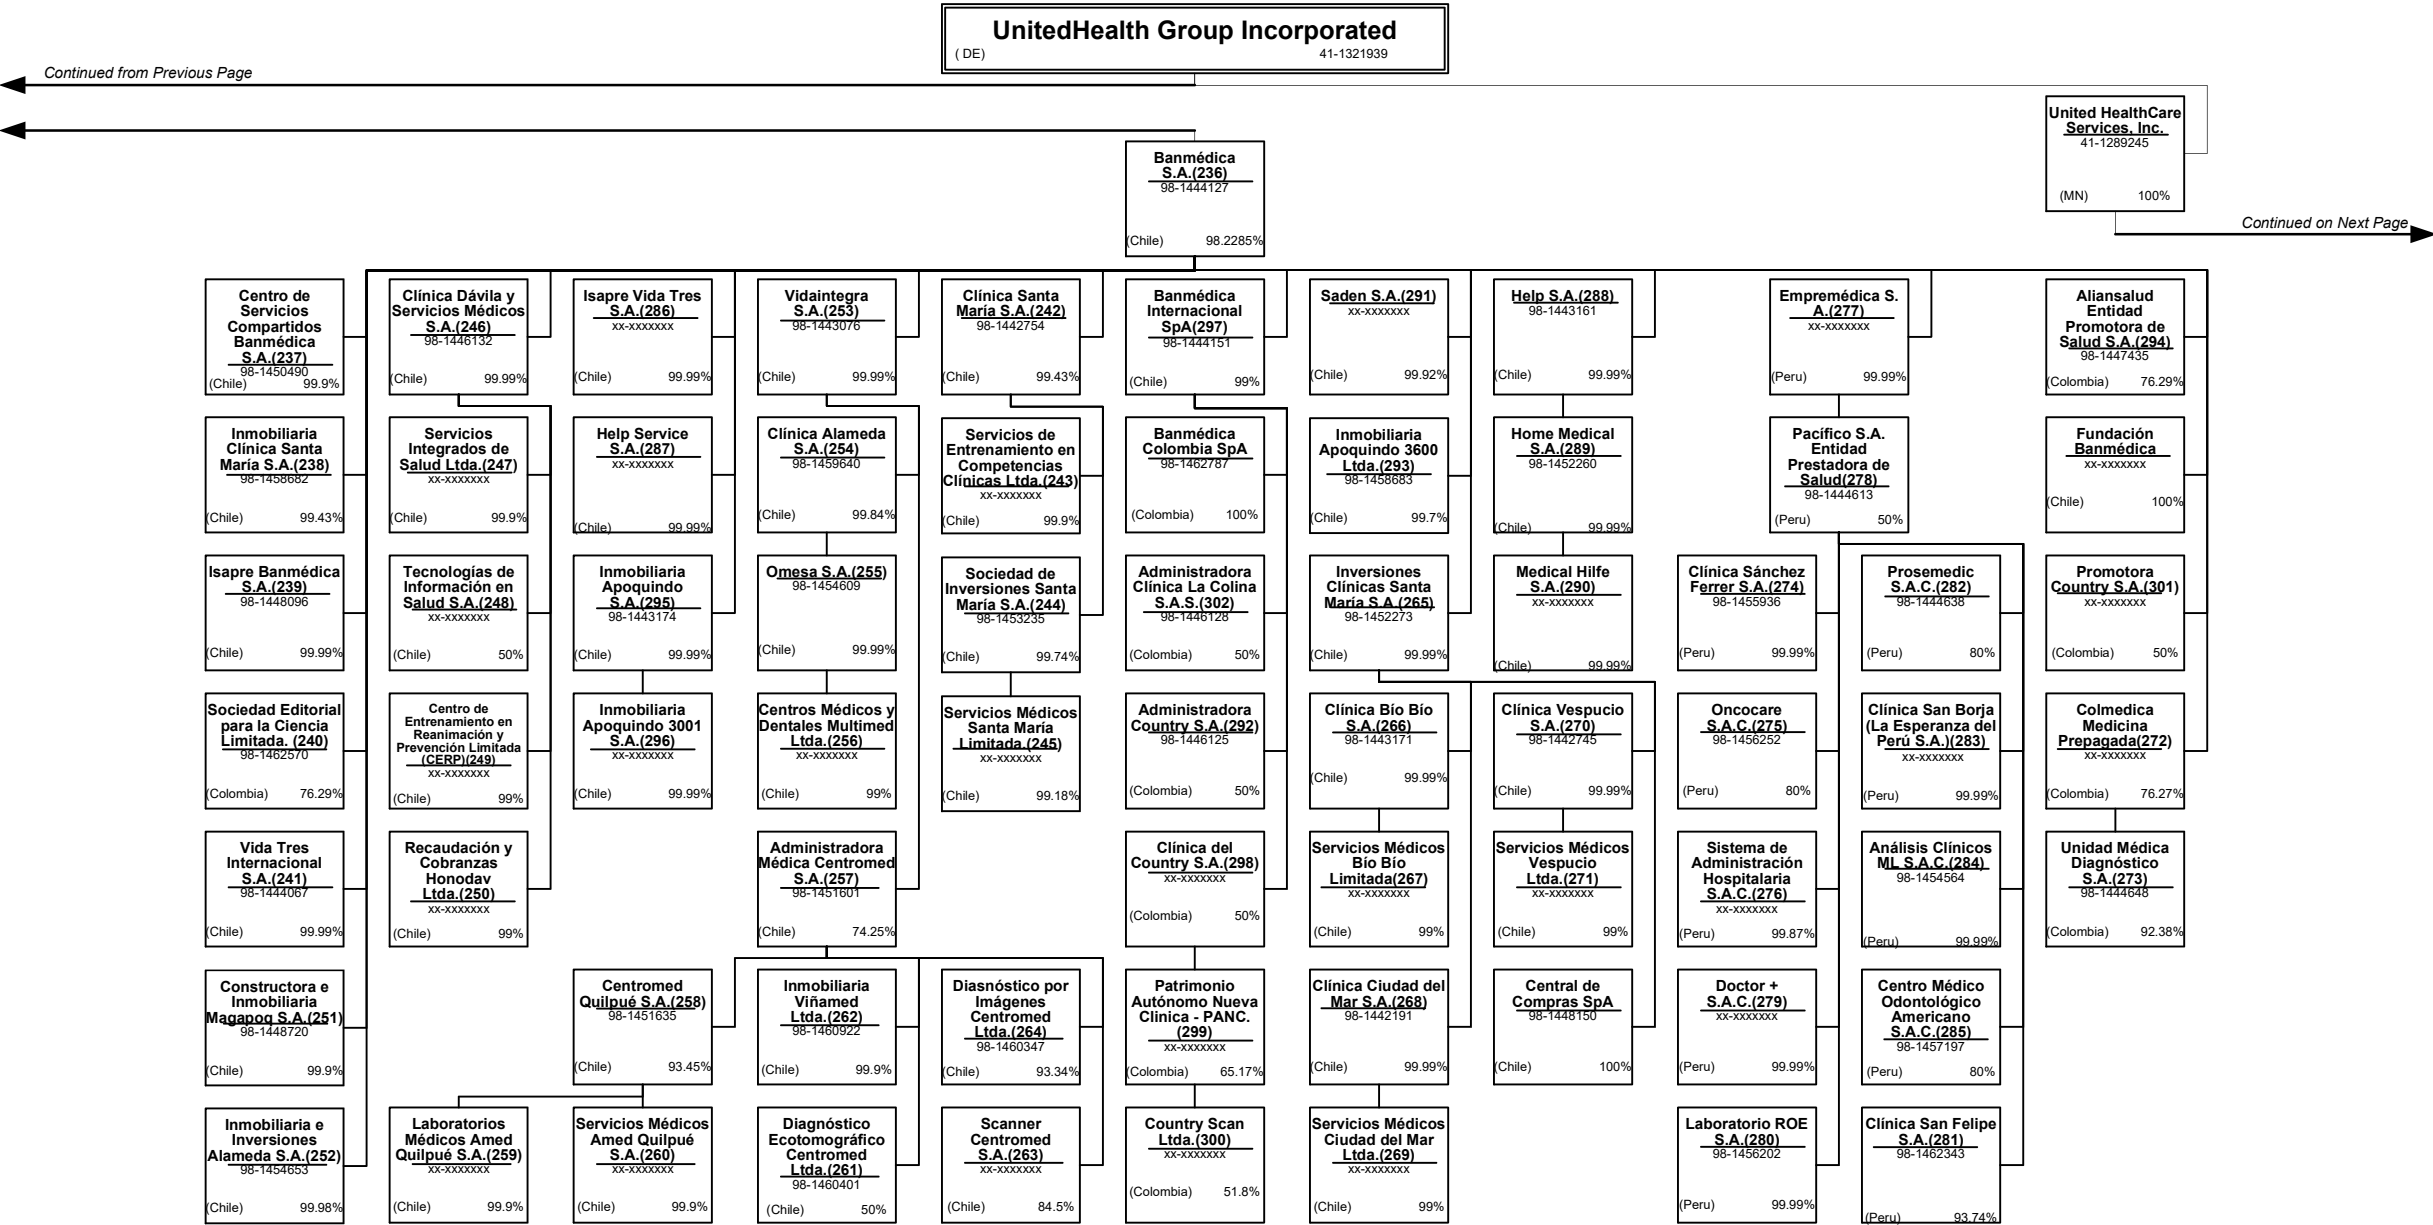 UnitedHealth Group Incorporated
( DE) 41-1321939
Continued from Previous Page
United HealthCare
Services, Inc.
41-1289245
(MN) 100%
Continued on Next Page
Banmédica
S.A.(236)
98-1444127
(Chile) 98.2285%
Centro de
Servicios
Compartidos
Banmédica
S.A.(237)
98-1450490
(Chile) 99.9%
Clínica Dávila y
Servicios Médicos
S.A.(246)
98-1446132
(Chile) 99.99%
Isapre Vida Tres
S.A.(286)
xx-xxxxxxx
(Chile) 99.99%
Vidaintegra
S.A.(253)
98-1443076
(Chile) 99.99%
Clínica Santa
María S.A.(242)
98-1442754
(Chile) 99.43%
Banmédica
Internacional
SpA(297)
98-1444151
(Chile) 99%
Saden S.A.(291)
xx-xxxxxxx
(Chile) 99.92%
Help S.A.(288)
98-1443161
(Chile) 99.99%
Empremédica S.
A.(277)
xx-xxxxxxx
(Peru) 99.99%
Aliansalud
Entidad
Promotora de
Salud S.A.(294)
98-1447435
(Colombia) 76.29%
Inmobiliaria
Clínica Santa
María S.A.(238)
98-1458682
(Chile) 99.43%
Servicios
Integrados de
Salud Ltda.(247)
xx-xxxxxxx
(Chile) 99.9%
Help Service
S.A.(287)
xx-xxxxxxx
(Chile) 99.99%
Clínica Alameda
S.A.(254)
98-1459640
(Chile) 99.84%
Servicios de
Entrenamiento en
Competencias
Clínicas Ltda.(243)
xx-xxxxxxx
(Chile) 99.9%
Banmédica
Colombia SpA
98-1462787
(Colombia) 100%
Inmobiliaria
Apoquindo 3600
Ltda.(293)
98-1458683
(Chile) 99.7%
Home Medical
S.A.(289)
98-1452260
(Chile) 99.99%
Pacífico S.A.
Entidad
Prestadora de
Salud(278)
98-1444613
(Peru) 50%
Fundación
Banmédica
xx-xxxxxxx
(Chile) 100%
Isapre Banmédica
S.A.(239)
98-1448096
(Chile) 99.99%
Tecnologías de
Información en
Salud S.A.(248)
xx-xxxxxxx
(Chile) 50%
Inmobiliaria
Apoquindo
S.A.(295)
98-1443174
(Chile) 99.99%
Omesa S.A.(255)
98-1454609
(Chile) 99.99%
Sociedad de
Inversiones Santa
María S.A.(244)
98-1453235
(Chile) 99.74%
Administradora
Clínica La Colina
S.A.S.(302)
98-1446128
(Colombia) 50%
Inversiones
Clínicas Santa
María S.A.(265)
98-1452273
(Chile) 99.99%
Medical Hilfe
S.A.(290)
xx-xxxxxxx
(Chile) 99.99%
Clínica Sánchez
Ferrer S.A.(274)
98-1455936
(Peru) 99.99%
Prosemedic
S.A.C.(282)
98-1444638
(Peru) 80%
Promotora
Country S.A.(301)
xx-xxxxxxx
(Colombia) 50%
Sociedad Editorial
para la Ciencia
Limitada. (240)
98-1462570
(Colombia) 76.29%
Centro de
Entrenamiento en
Reanimación y
Prevención Limitada
(CERP)(249)
xx-xxxxxxx
(Chile) 99%
Inmobiliaria
Apoquindo 3001
S.A.(296)
xx-xxxxxxx
(Chile) 99.99%
Centros Médicos y
Dentales Multimed
Ltda.(256)
xx-xxxxxxx
(Chile) 99%
Servicios Médicos
Santa María
Limitada.(245)
xx-xxxxxxx
(Chile) 99.18%
Administradora
Country S.A.(292)
98-1446125
(Colombia) 50%
Clínica Bío Bío
S.A.(266)
98-1443171
(Chile) 99.99%
Clínica Vespucio
S.A.(270)
98-1442745
(Chile) 99.99%
Oncocare
S.A.C.(275)
98-1456252
(Peru) 80%
Clínica San Borja
(La Esperanza del
Perú S.A.)(283)
xx-xxxxxxx
(Peru) 99.99%
Colmedica
Medicina
Prepagada(272)
xx-xxxxxxx
(Colombia) 76.27%
Vida Tres
Internacional
S.A.(241)
98-1444067
(Chile) 99.99%
Recaudación y
Cobranzas
Honodav
Ltda.(250)
xx-xxxxxxx
(Chile) 99%
Administradora
Médica Centromed
S.A.(257)
98-1451601
(Chile) 74.25%
Clínica del
Country S.A.(298)
xx-xxxxxxx
(Colombia) 50%
Servicios Médicos
Bío Bío
Limitada(267)
xx-xxxxxxx
(Chile) 99%
Servicios Médicos
Vespucio
Ltda.(271)
xx-xxxxxxx
(Chile) 99%
Sistema de
Administración
Hospitalaria
S.A.C.(276)
xx-xxxxxxx
(Peru) 99.87%
Análisis Clínicos
ML S.A.C.(284)
98-1454564
(Peru) 99.99%
Unidad Médica
Diagnóstico
S.A.(273)
98-1444648
(Colombia) 92.38%
Constructora e
Inmobiliaria
Magapoq S.A.(251)
98-1448720
(Chile) 99.9%
Centromed
Quilpué S.A.(258)
98-1451635
(Chile) 93.45%
Inmobiliaria
Viñamed
Ltda.(262)
98-1460922
(Chile) 99.9%
Diasnóstico por
Imágenes
Centromed
Ltda.(264)
98-1460347
(Chile) 93.34%
Patrimonio
Autónomo Nueva
Clinica - PANC.
(299)
xx-xxxxxxx
(Colombia) 65.17%
Clínica Ciudad del
Mar S.A.(268)
98-1442191
(Chile) 99.99%
Central de
Compras SpA
98-1448150
(Chile) 100%
Doctor +
S.A.C.(279)
xx-xxxxxxx
(Peru) 99.99%
Centro Médico
Odontológico
Americano
S.A.C.(285)
98-1457197
(Peru) 80%
Inmobiliaria e
Inversiones
Alameda S.A.(252)
98-1454653
(Chile) 99.98%
Laboratorios
Médicos Amed
Quilpué S.A.(259)
xx-xxxxxxx
(Chile) 99.9%
Servicios Médicos
Amed Quilpué
S.A.(260)
xx-xxxxxxx
(Chile) 99.9%
Diagnóstico
Ecotomográfico
Centromed
Ltda.(261)
98-1460401
(Chile) 50%
Scanner
Centromed
S.A.(263)
xx-xxxxxxx
(Chile) 84.5%
Country Scan
Ltda.(300)
xx-xxxxxxx
(Colombia) 51.8%
Servicios Médicos
Ciudad del Mar
Ltda.(269)
xx-xxxxxxx
(Chile) 99%
Laboratorio ROE
S.A.(280)
98-1456202
(Peru) 99.99%
Clínica San Felipe
S.A.(281)
98-1462343
(Peru) 93.74%